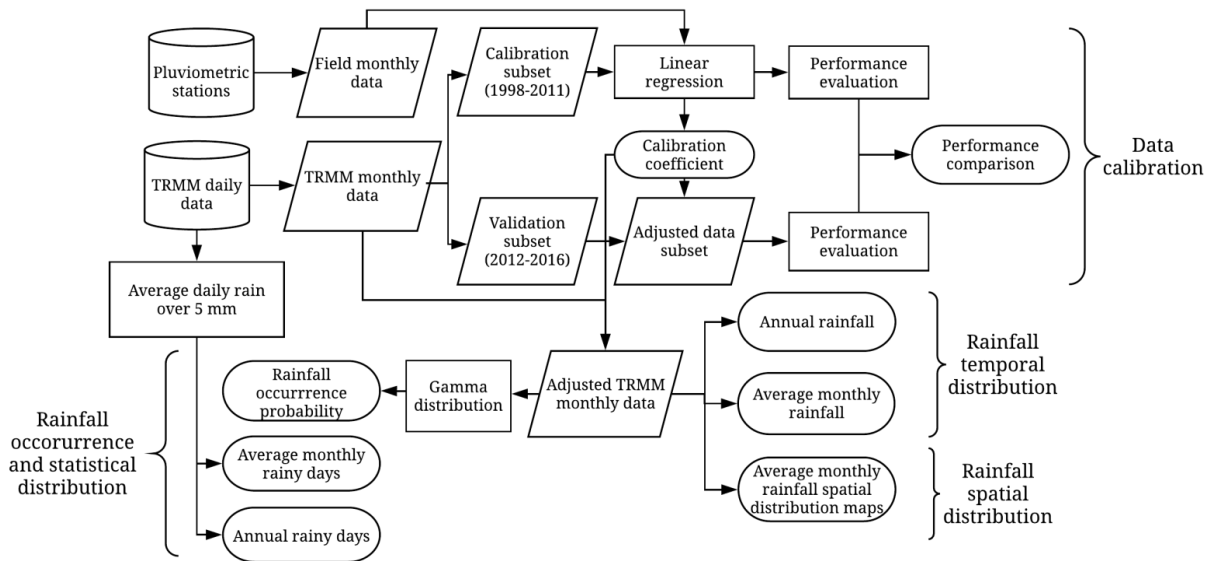 Pluviometric
stations
Field monthly
data
Calibration
subset
(1998-2011)
Linear
regression
Performance
evaluation
TRMM daily
data
TRMM monthly
data
Calibration
coefficient
Performance
comparison
Data
calibration
Validation
subset
(2012-2016)
Adjusted data
subset
Performance
evaluation
Average daily rain
over 5 mm
Annual rainfall
Rainfall
temporal
distribution
Rainfall
occurrrence
probability
Gamma
distribution
Adjusted TRMM
monthly data
Average monthly
rainfall
Rainfall
occorurrence
and statistical
distribution
Average monthly
rainy days
Average monthly
rainfall spatial
distribution maps
Rainfall
spatial
distribution
Annual rainy days